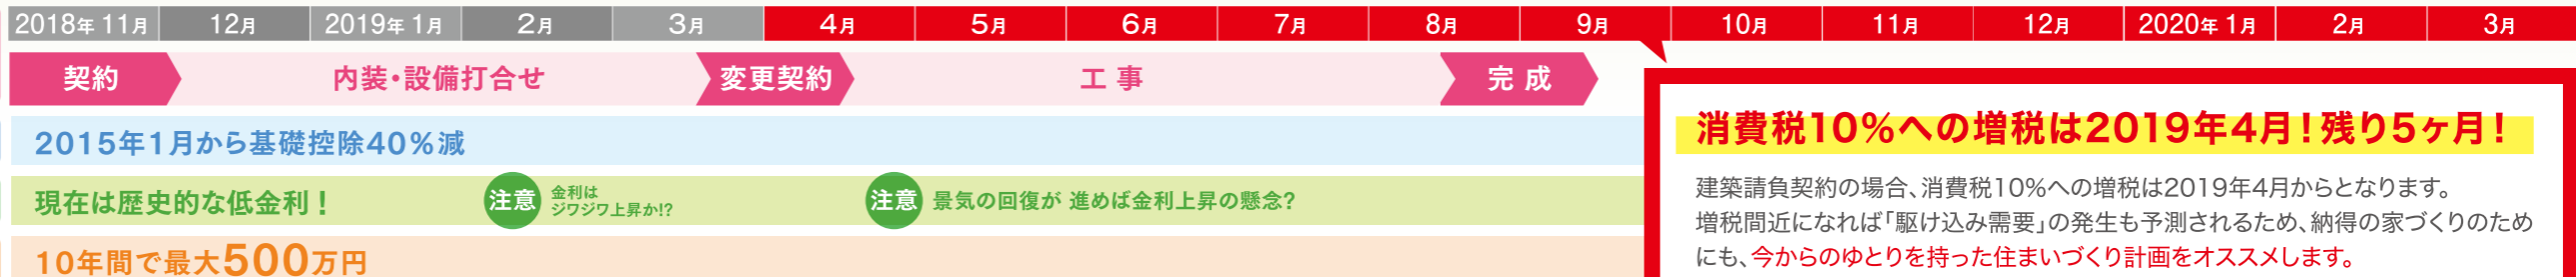 2018年 11月 12月 2019年 1月 2月 3月 4月 5月 6月 7月 8月 9月 10月 11月 12月 2020年 1月 2月 3月
契約 内装・設備打合せ 変更契約 工 事 完 成
2015年1月から基礎控除40%減
現在は歴史的な低金利！
注意
金利は
ジワジワ上昇か!?
注意 景気の回復が 進めば金利上昇の懸念?
10年間で最大500万円
消費税10%への増税は2019年4月！残り5ヶ月！
建築請負契約の場合、消費税10%への増税は2019年4月からとなります。
増税間近になれば「駆け込み需要」の発生も予測されるため、納得の家づくりのため
にも、今からのゆとりを持った住まいづくり計画をオススメします。